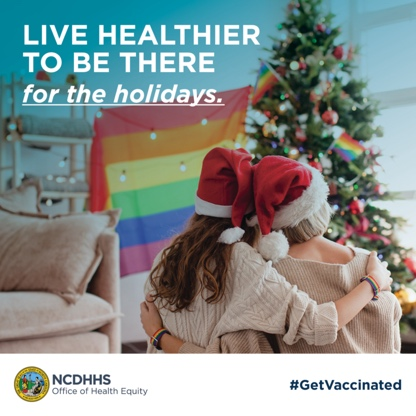 LIVE HEALTHIER
TO BE THERE
for the holidays.
NCDHHS
Office of Health Equity
#GetVaccinated